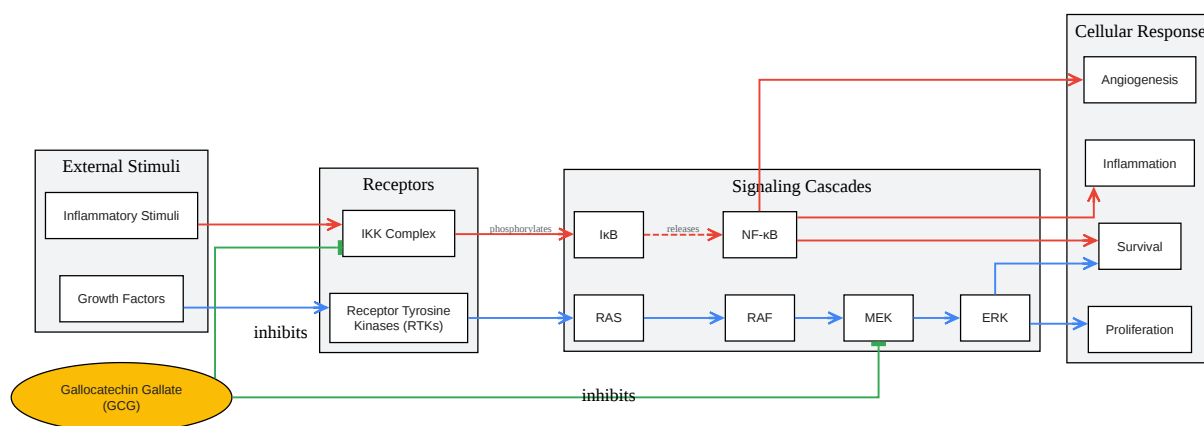 External Stimuli
Inflammatory Stimuli
Growth Factors
inhibits
Gallocatechin Gallate
(GCG)
Receptors
IKK Complex
Receptor Tyrosine
Kinases (RTKs)
phosphorylates
Signaling Cascades
IκB
releases
NF-κB
RAS
RAF
MEK
ERK
inhibits
Cellular Response
Angiogenesis
Inflammation
Survival
Proliferation